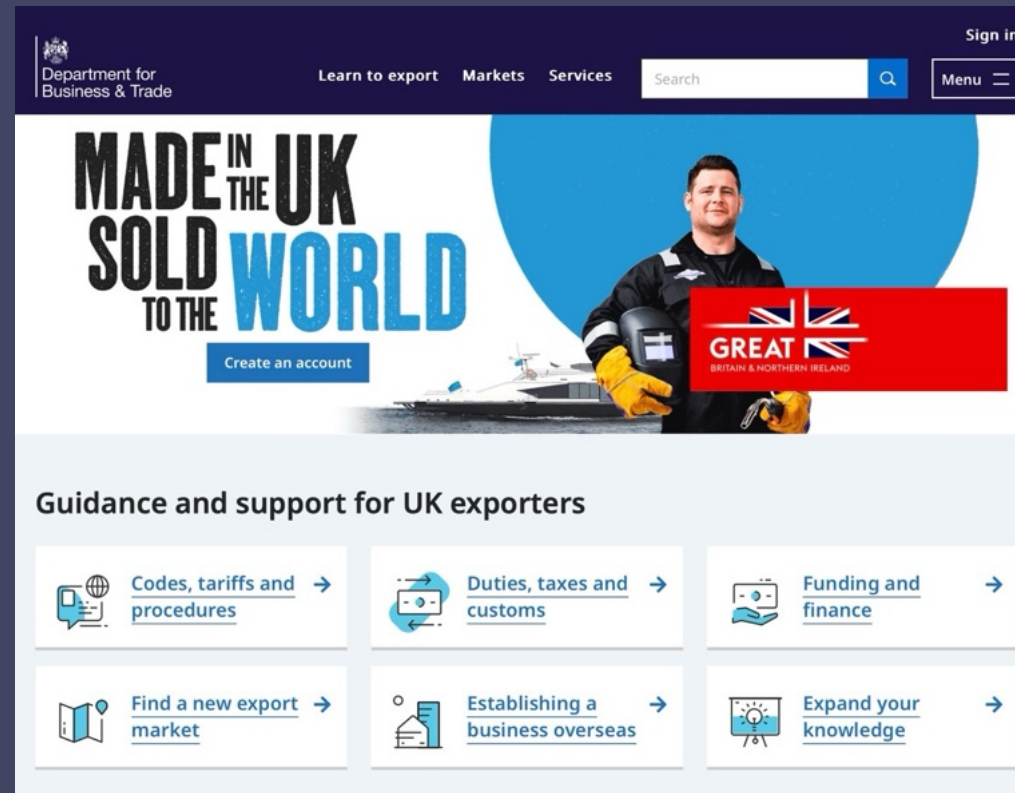 Sign in
Department for
Business & Trade
Learn to export
Markets
Services
Search
Menu
MADE IN THE UK
SOLD TO THE WORLD
Create an account
GREAT
BRITAIN & NORTHERN IRELAND
Guidance and support for UK exporters
Codes, tariffs and
procedures
Duties, taxes and
customs
Funding and
finance
Find a new export
market
Establishing a
business overseas
Expand your
knowledge